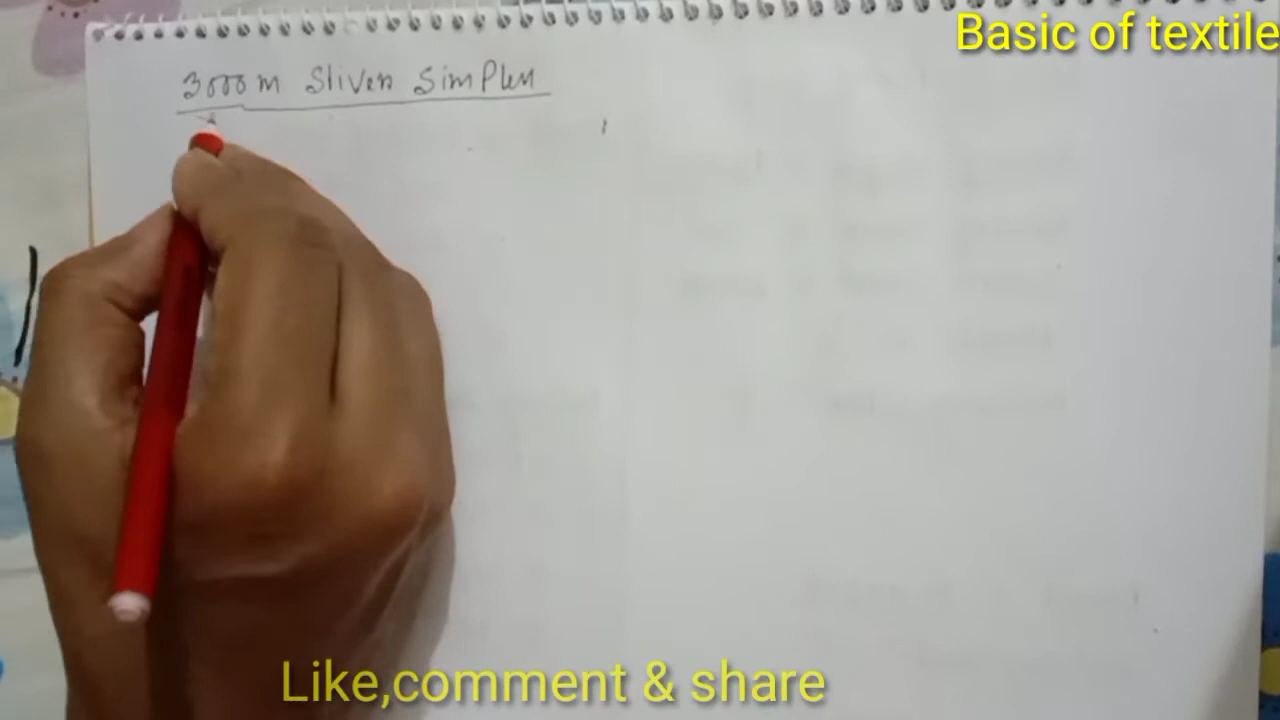 Basic of textile
3000 m Sliver Simplex
Like,comment & share